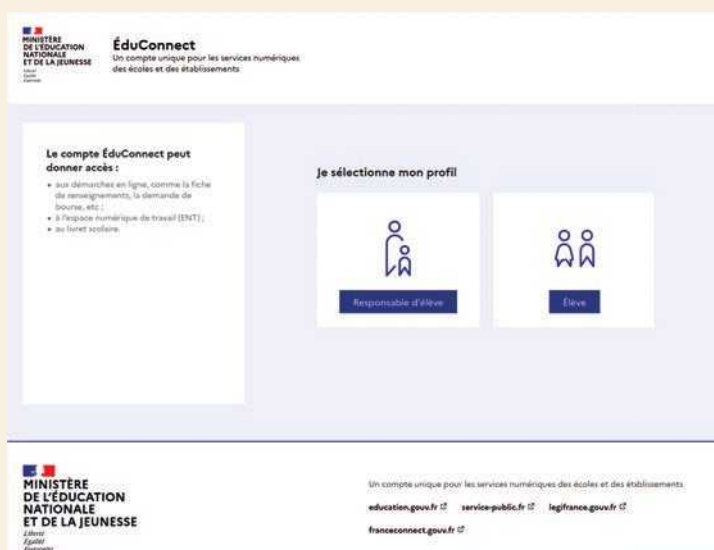 MINISTÈRE
DE L'ÉDUCATION
NATIONALE
ET DE LA JEUNESSE
Liberté
Égalité
Fraternité
ÉduConnect
Un compte unique pour les services numériques
des écoles et des établissements
Le compte ÉduConnect peut
donner accès :
aux démarches en ligne, comme la fiche
de renseignements, la demande de
bourse, etc ;
à l'espace numérique de travail (ENT) ;
au livret scolaire.
Je sélectionne mon profil
Responsable d'élève
Élève
MINISTÈRE
DE L'ÉDUCATION
NATIONALE
ET DE LA JEUNESSE
Liberté
Égalité
Fraternité
Un compte unique pour les services numériques des écoles et des établissements
education.gouv.fr service-public.fr legifrance.gouv.fr
franceconnect.gouv.fr